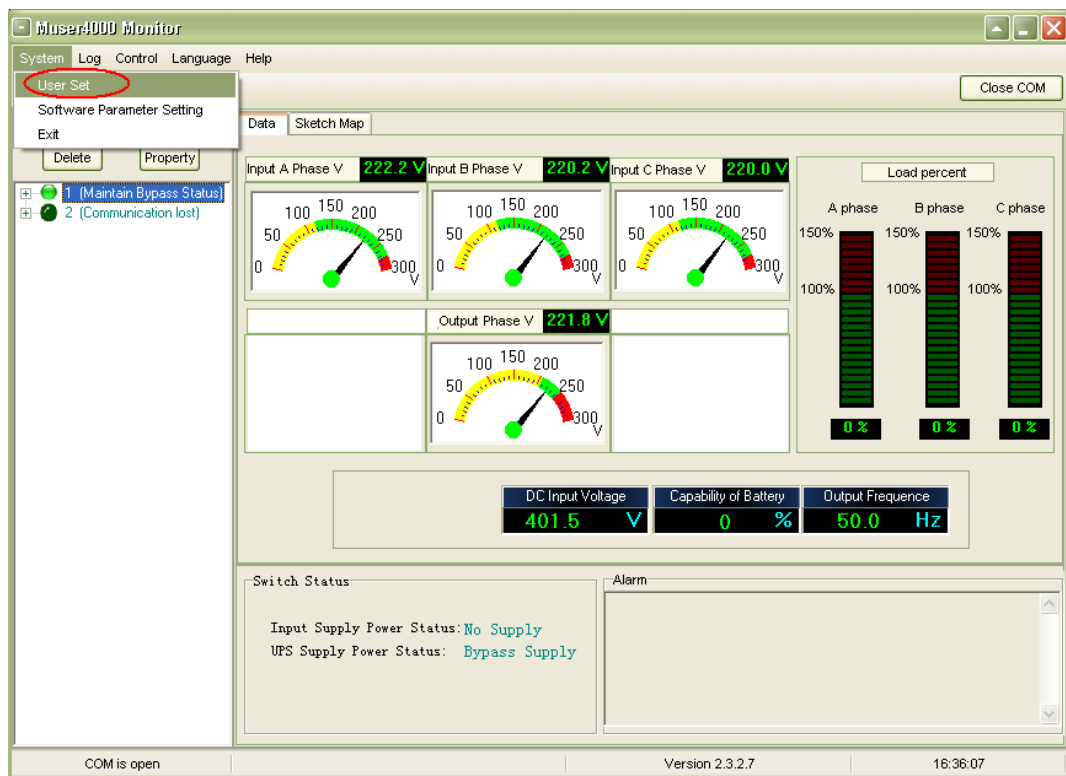 Muser4000 Monitor
System Log Control Language Help
User Set
Software Parameter Setting
Exit
Close COM
Delete Property
1 (Maintain Bypass Status)
2 (Communication lost)
Data Sketch Map
Input A Phase V 222.2 V
0 50 100 150 200 250 300 V
Input B Phase V 220.2 V
0 50 100 150 200 250 300 V
Input C Phase V 220.0 V
0 50 100 150 200 250 300 V
Output Phase V 221.8 V
0 50 100 150 200 250 300 V
Load percent
A phase B phase C phase
150% 150% 150%
100% 100% 100%
0 % 0 % 0 %
DC Input Voltage Capability of Battery Output Frequence
401.5 V 0 % 50.0 Hz
Switch Status
Input Supply Power Status: No Supply
UPS Supply Power Status: Bypass Supply
Alarm
COM is open Version 2.3.2.7 16:36:07